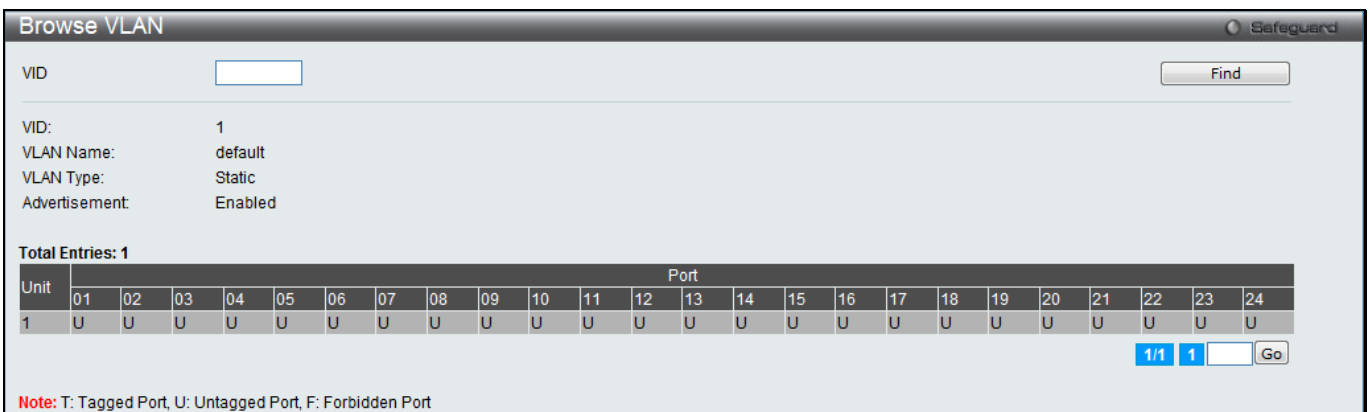 Browse VLAN Safeguard
VID Find
VID: 1
VLAN Name: default
VLAN Type: Static
Advertisement: Enabled
Total Entries: 1
Unit Port
01 02 03 04 05 06 07 08 09 10 11 12 13 14 15 16 17 18 19 20 21 22 23 24
1 U U U U U U U U U U U U U U U U U U U U U U U U
1/1 1 Go
Note: T: Tagged Port, U: Untagged Port, F: Forbidden Port